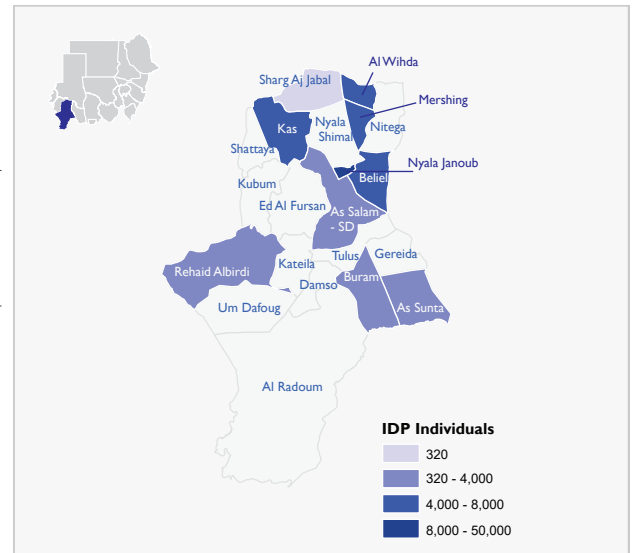 Al Wihda
Sharg Aj Jabal
Mershing
Nyala
Shimal
Kas
Nitega
Shattaya
Nyala Janoub
Beliel
Kubum
Ed Al Fursan
As Salam
- SD
Tulus
Gereida
Kateila
Rehaid Albirdi
Buram
Damso
Um Dafoug
As Sunta
Al Radoum
IDP Individuals
320
320 - 4,000
4,000 - 8,000
8,000 - 50,000